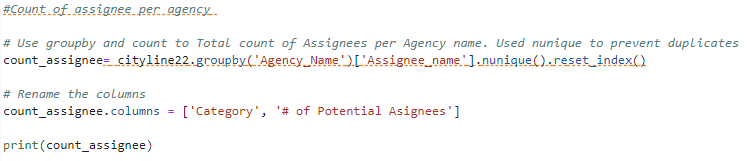 #Count of assignee per agency
# Use groupby and count to Total count of Assignees per Agency name. Used nunique to prevent duplicates
count_assignee= cityline22.groupby('Agency_Name')['Assignee_name'].nunique().reset_index()
# Rename the columns
count_assignee.columns = ['Category', '# of Potential Asignees']
print(count_assignee)